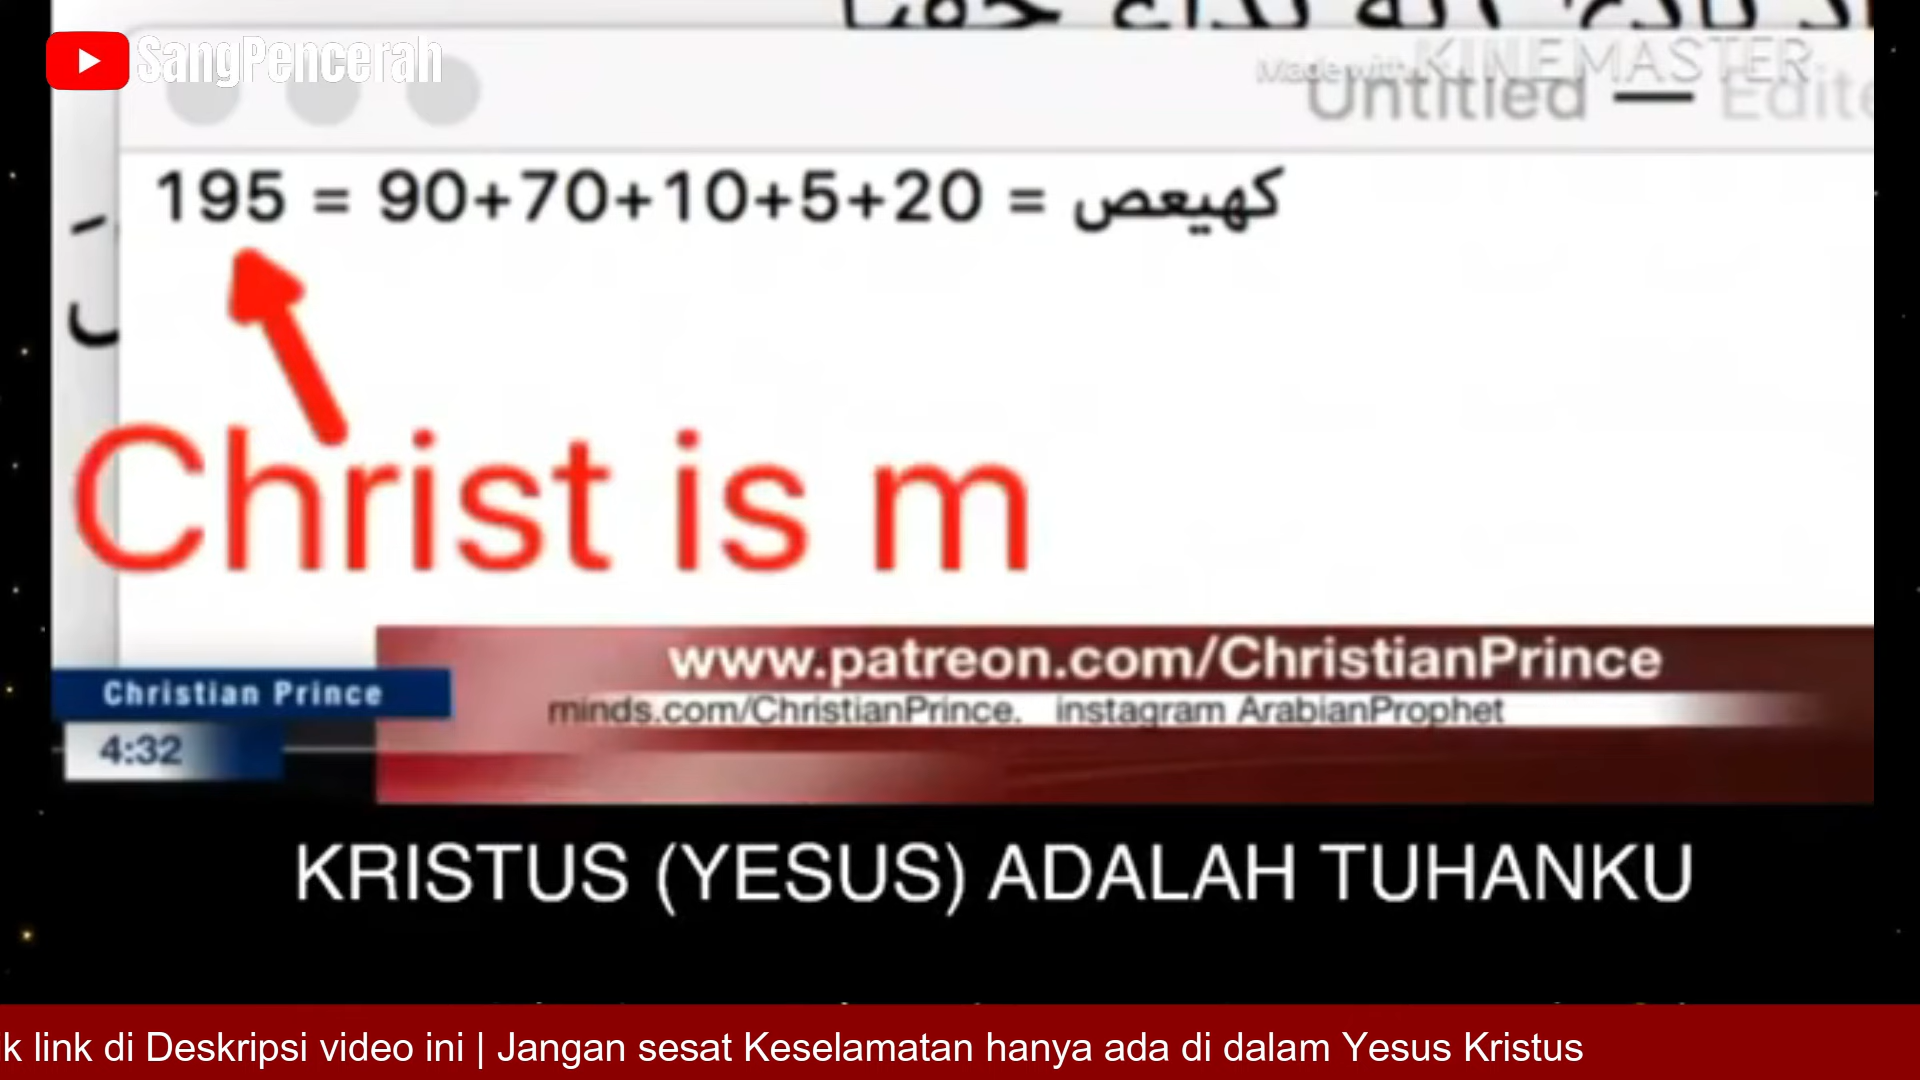 SangPencerah
Made with KINEMASTER
Untitled —
195 = 90+70+10+5+20 = كهيعص
Christ is m
www.patreon.com/ChristianPrince
Christian Prince
minds.com/ChristianPrince. instagram ArabianProphet
4:32
KRISTUS (YESUS) ADALAH TUHANKU
link di Deskripsi video ini | Jangan sesat Keselamatan hanya ada di dalam Yesus Kristus